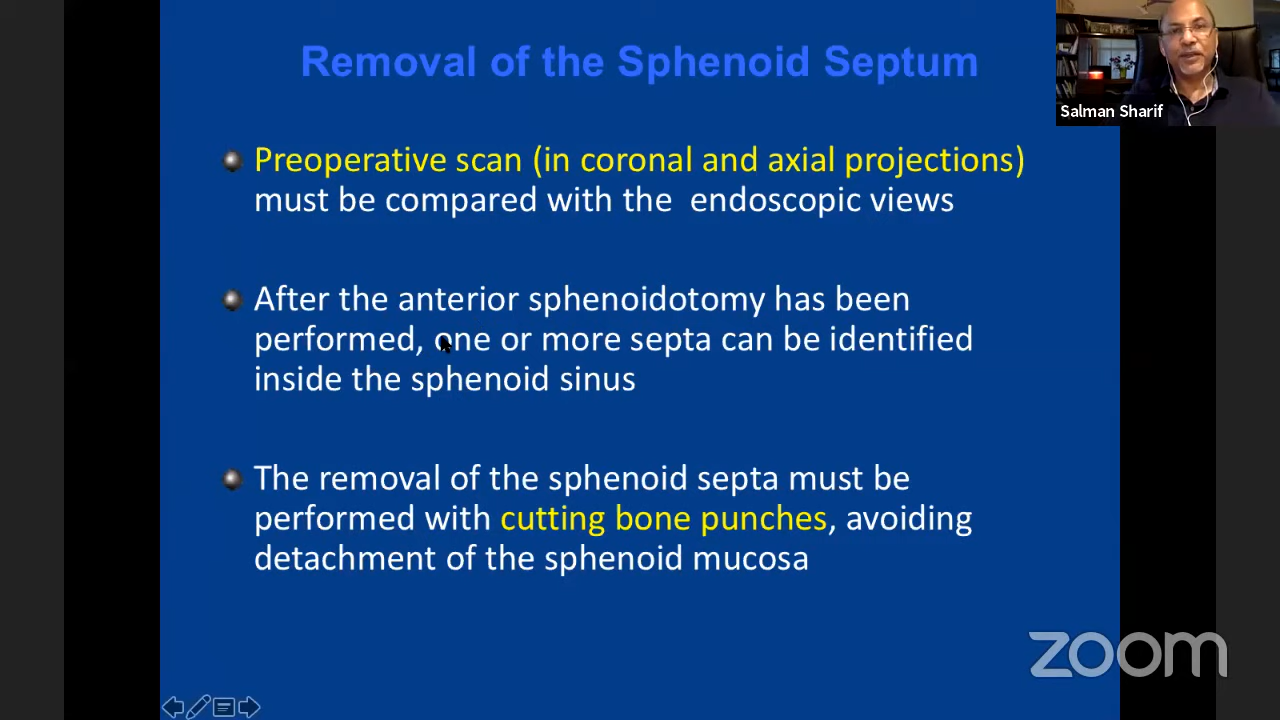 Removal of the Sphenoid Septum
Salman Sharif
Preoperative scan (in coronal and axial projections)
must be compared with the endoscopic views
After the anterior sphenoidotomy has been
performed, one or more septa can be identified
inside the sphenoid sinus
The removal of the sphenoid septa must be
performed with cutting bone punches, avoiding
detachment of the sphenoid mucosa
zoom